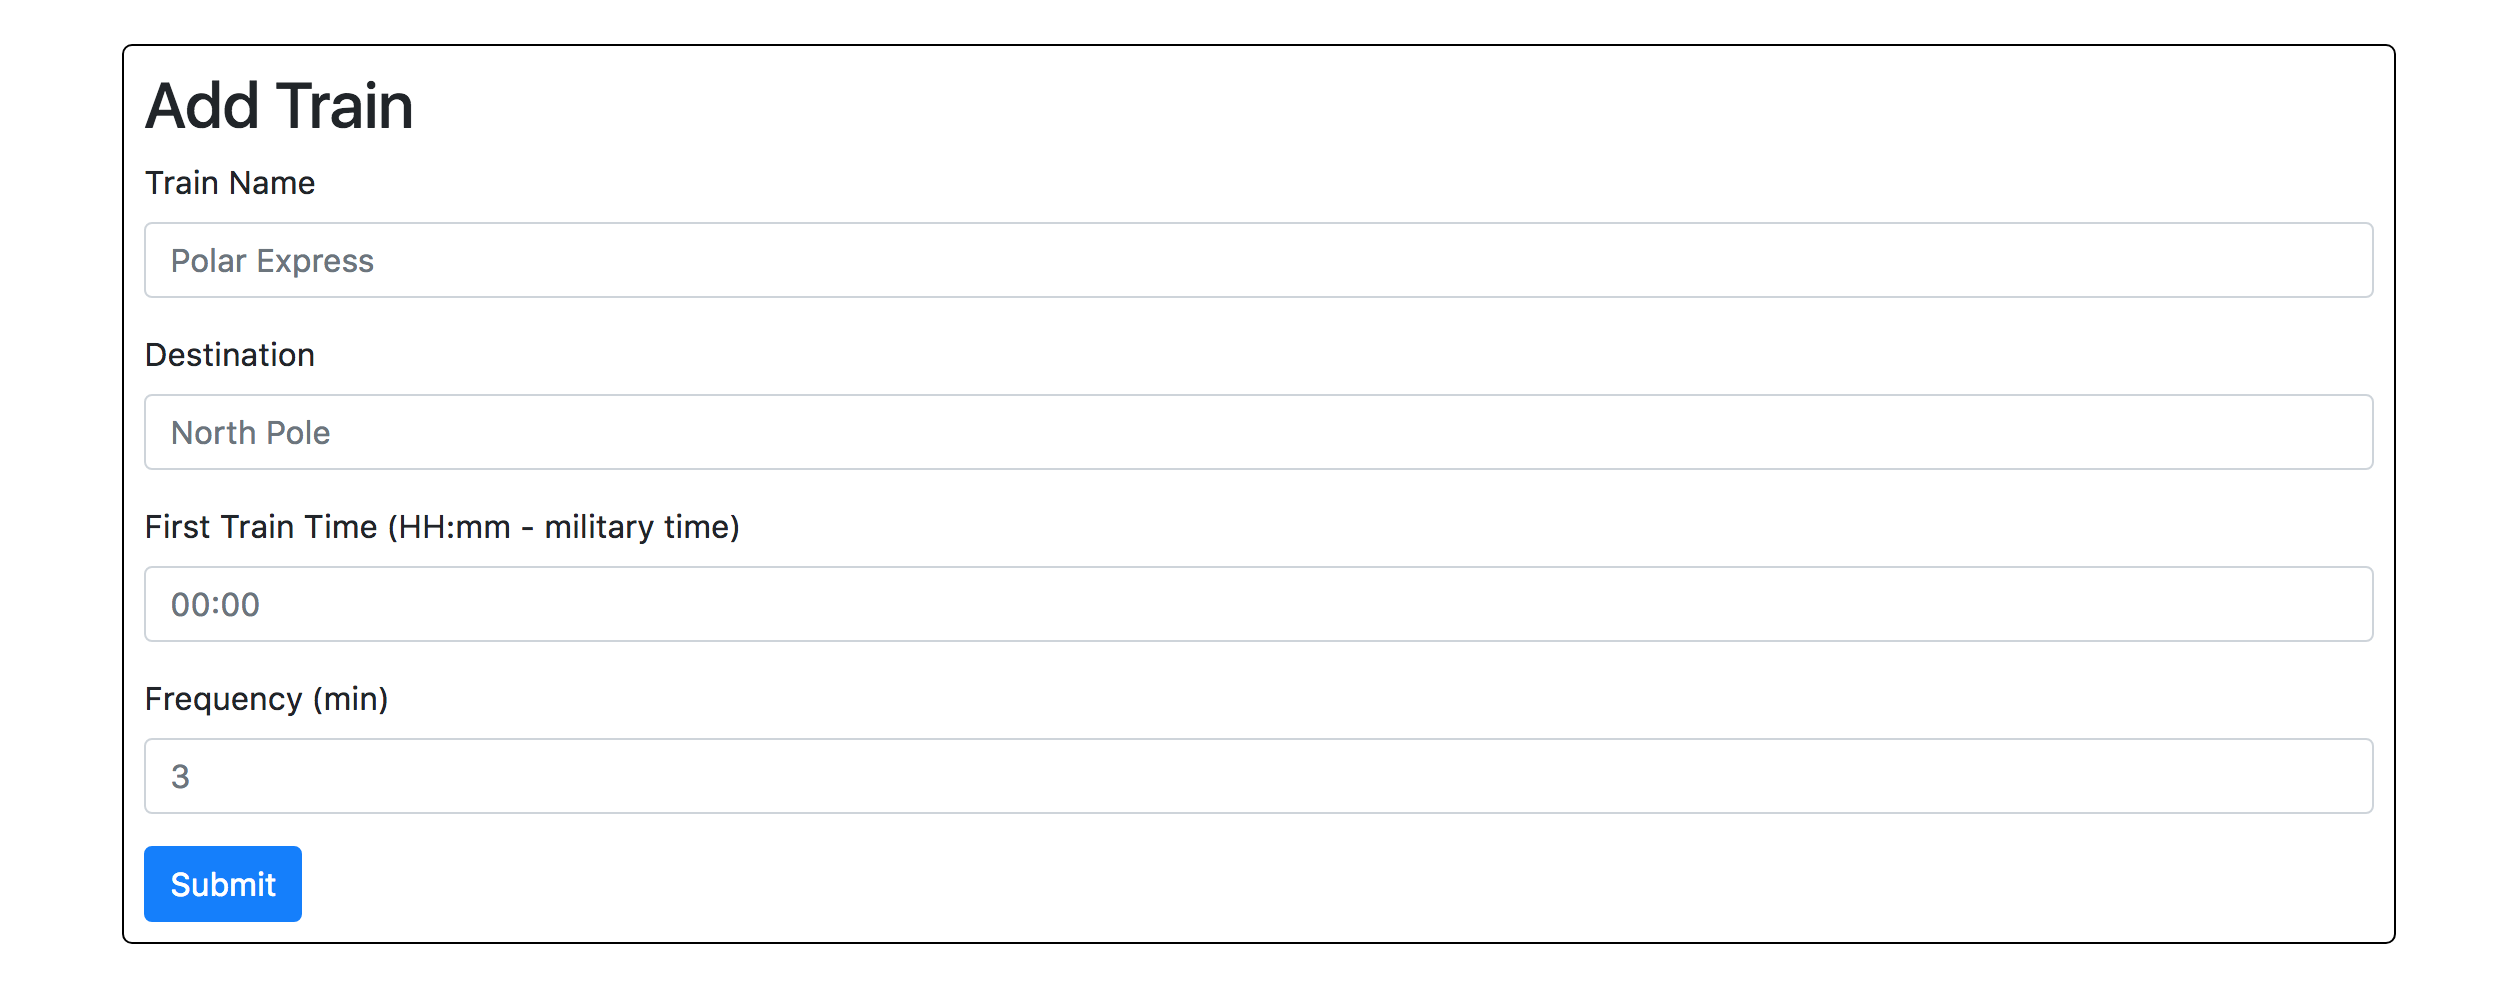 Add Train
Train Name
Polar Express
Destination
North Pole
First Train Time (HH:mm - military time)
00:00
Frequency (min)
3
Submit